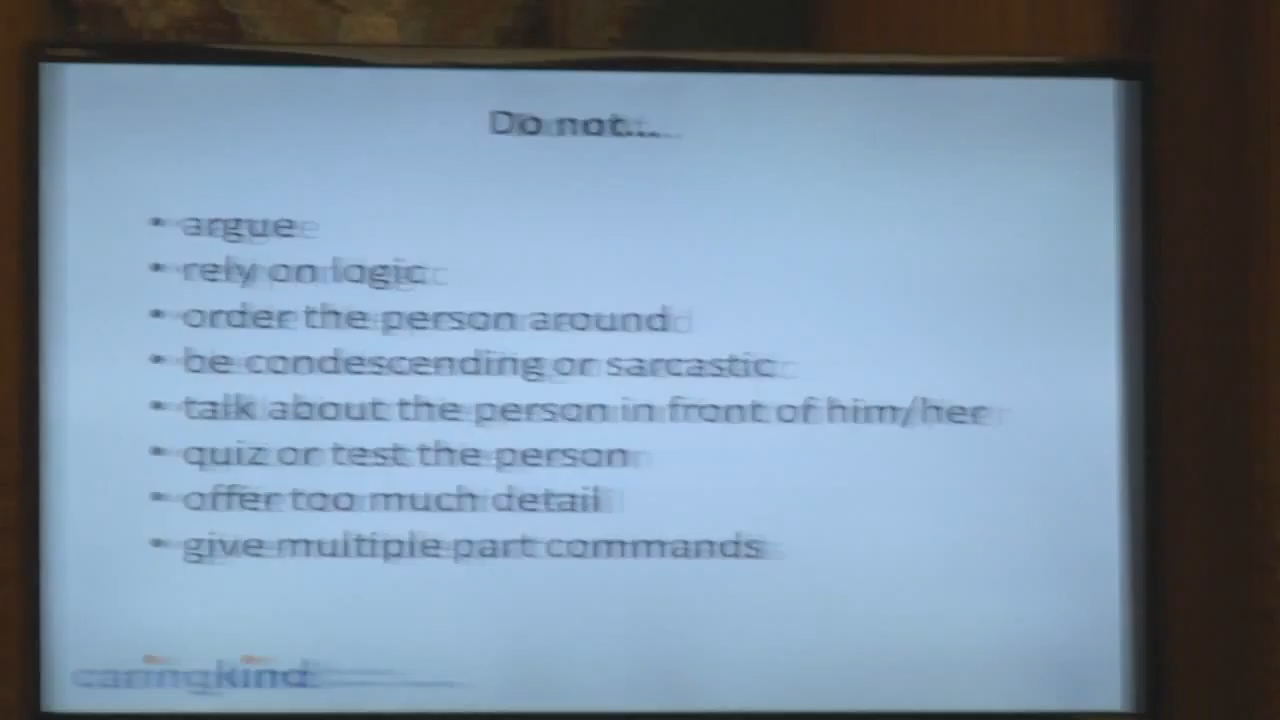 Do not...
• argue
• rely on logic
• order the person around
• be condescending or sarcastic
• talk about the person in front of him/her
• quiz or test the person
• offer too much detail
• give multiple part commands
caringkind